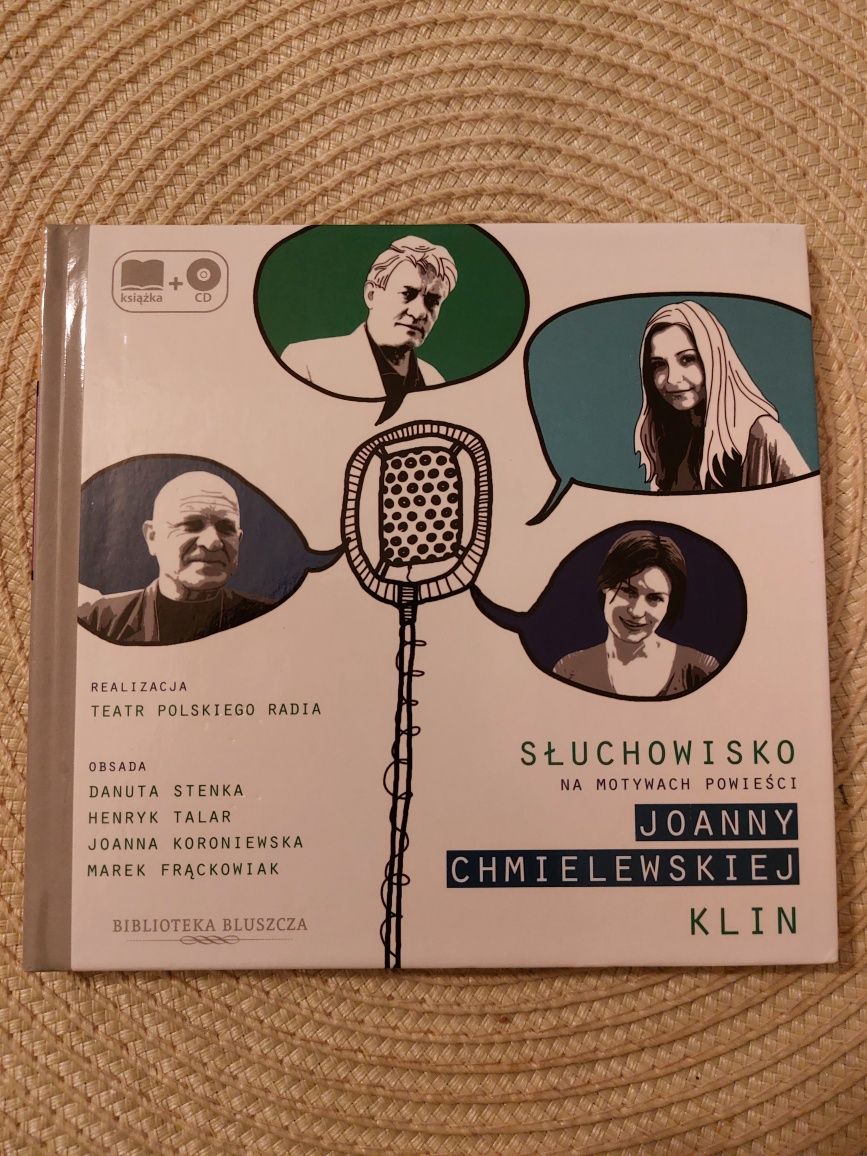 książka + CD
REALIZACJA
TEATR POLSKIEGO RADIA
OBSADA
DANUTA STENKA
HENRYK TALAR
JOANNA KORONIEWSKA
MAREK FRĄCKOWIAK
BIBLIOTEKA BLUSZCZA
SŁUCHOWISKO
NA MOTYWACH POWIEŚCI
JOANNY
CHMIELEWSKIEJ
KLIN